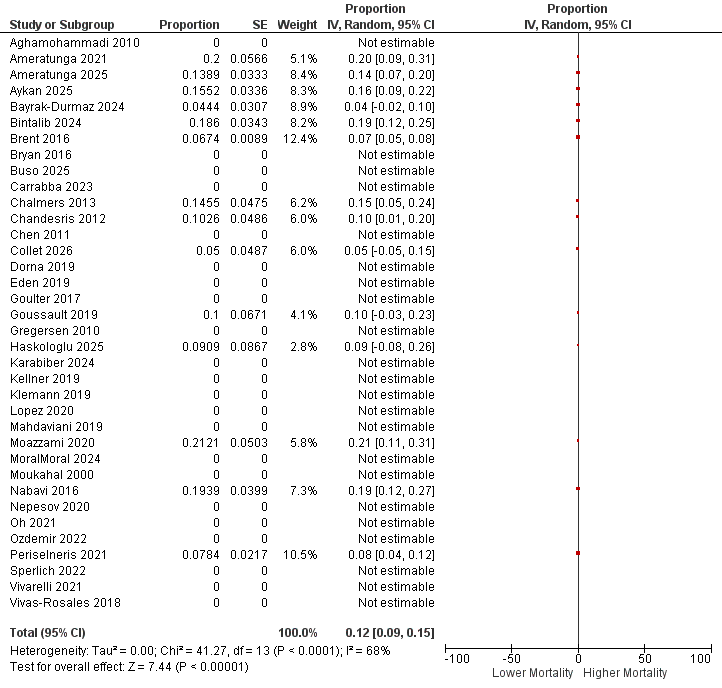 Proportion Proportion
Study or Subgroup Proportion SE Weight IV, Random, 95% CI IV, Random, 95% CI
Aghamohammadi 2010 0 0 Not estimable
Ameratunga 2021 0.2 0.0566 5.1% 0.20 [0.09, 0.31]
Ameratunga 2025 0.1389 0.0333 8.4% 0.14 [0.07, 0.20]
Aykan 2025 0.1552 0.0336 8.3% 0.16 [0.09, 0.22]
Bayrak-Durmaz 2024 0.0444 0.0307 8.9% 0.04 [-0.02, 0.10]
Bintalib 2024 0.186 0.0343 8.2% 0.19 [0.12, 0.25]
Brent 2016 0.0674 0.0089 12.4% 0.07 [0.05, 0.08]
Bryan 2016 0 0 Not estimable
Buso 2025 0 0 Not estimable
Carrabba 2023 0 0 Not estimable
Chalmers 2013 0.1455 0.0475 6.2% 0.15 [0.05, 0.24]
Chandesris 2012 0.1026 0.0486 6.0% 0.10 [0.01, 0.20]
Chen 2011 0 0 Not estimable
Collet 2026 0.05 0.0487 6.0% 0.05 [-0.05, 0.15]
Dorna 2019 0 0 Not estimable
Eden 2019 0 0 Not estimable
Goulter 2017 0 0 Not estimable
Goussault 2019 0.1 0.0671 4.1% 0.10 [-0.03, 0.23]
Gregersen 2010 0 0 Not estimable
Haskologlu 2025 0.0909 0.0867 2.8% 0.09 [-0.08, 0.26]
Karabiber 2024 0 0 Not estimable
Kellner 2019 0 0 Not estimable
Klemann 2019 0 0 Not estimable
Lopez 2020 0 0 Not estimable
Mahdaviani 2019 0 0 Not estimable
Moazzami 2020 0.2121 0.0503 5.8% 0.21 [0.11, 0.31]
MoralMoral 2024 0 0 Not estimable
Moukahal 2000 0 0 Not estimable
Nabavi 2016 0.1939 0.0399 7.3% 0.19 [0.12, 0.27]
Nepesov 2020 0 0 Not estimable
Oh 2021 0 0 Not estimable
Ozdemir 2022 0 0 Not estimable
Periselneris 2021 0.0784 0.0217 10.5% 0.08 [0.04, 0.12]
Sperlich 2022 0 0 Not estimable
Vivarelli 2021 0 0 Not estimable
Vivas-Rosales 2018 0 0 Not estimable
Total (95% CI) 100.0% 0.12 [0.09, 0.15]
Heterogeneity: Tau² = 0.00; Chi² = 41.27, df = 13 (P < 0.0001); I² = 68%
Test for overall effect: Z = 7.44 (P < 0.00001)
-100 -50 0 50 100
Lower Mortality Higher Mortality